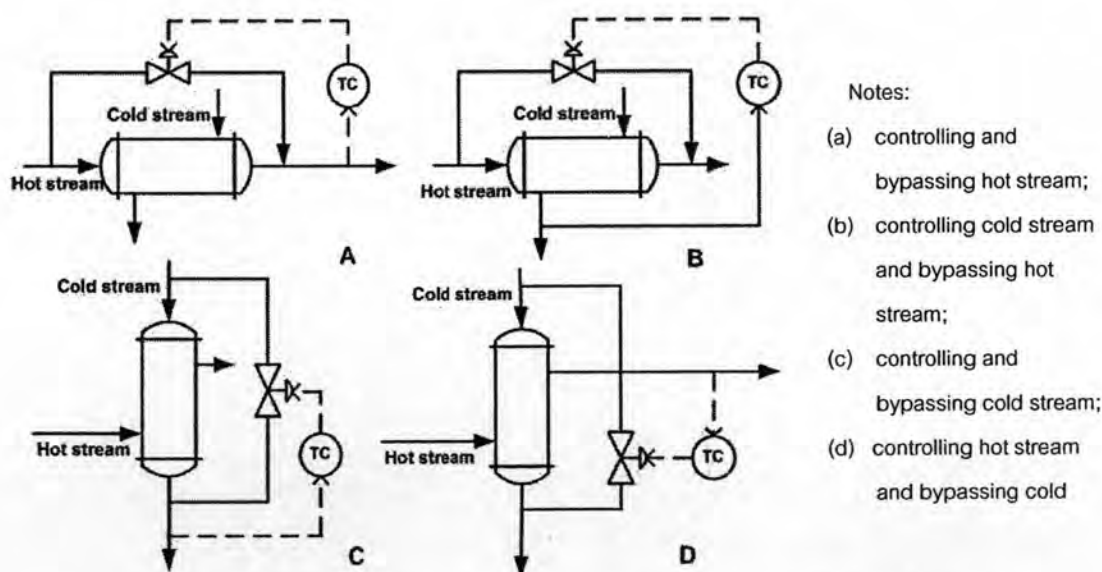 TC
Cold stream
Hot stream
A
TC
Cold stream
Hot stream
B
Cold stream
Hot stream
TC
C
Cold stream
Hot stream
TC
D
Notes:
(a) controlling and
bypassing hot stream;
(b) controlling cold stream
and bypassing hot
stream;
(c) controlling and
bypassing cold stream;
(d) controlling hot stream
and bypassing cold